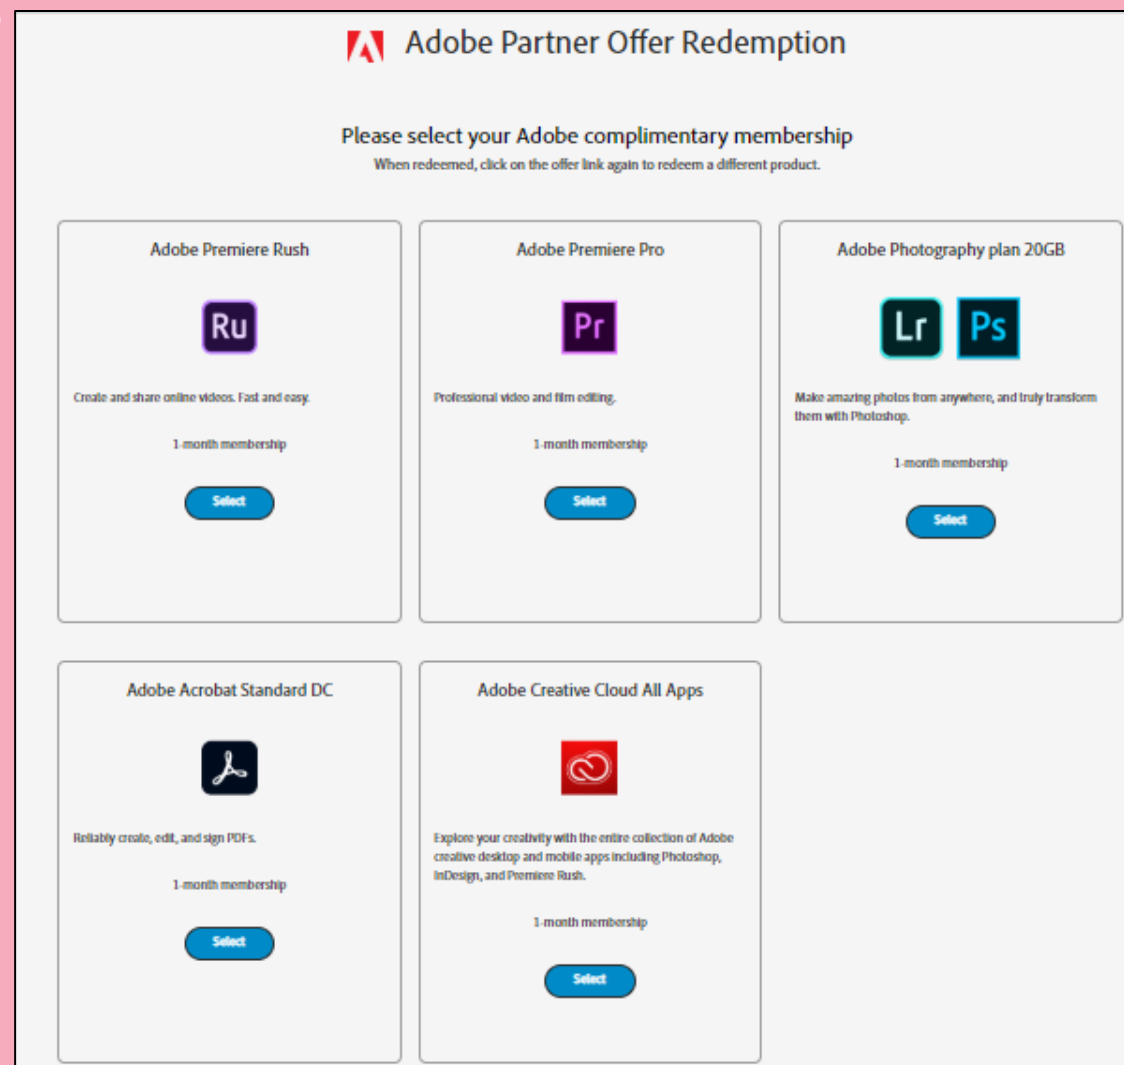 Adobe Partner Offer Redemption
Please select your Adobe complimentary membership
When redeemed, click on the offer link again to redeem a different product.
Adobe Premiere Rush
Ru
Create and share online videos. Fast and easy.
1-month membership
Select
Adobe Premiere Pro
Pr
Professional video and film editing.
1-month membership
Select
Adobe Photography plan 20GB
Lr Ps
Make amazing photos from anywhere, and truly transform
them with Photoshop.
1-month membership
Select
Adobe Acrobat Standard DC
Reliably create, edit, and sign PDFs.
1-month membership
Select
Adobe Creative Cloud All Apps
Explore your creativity with the entire collection of Adobe
creative desktop and mobile apps including Photoshop,
InDesign, and Premiere Rush.
1-month membership
Select